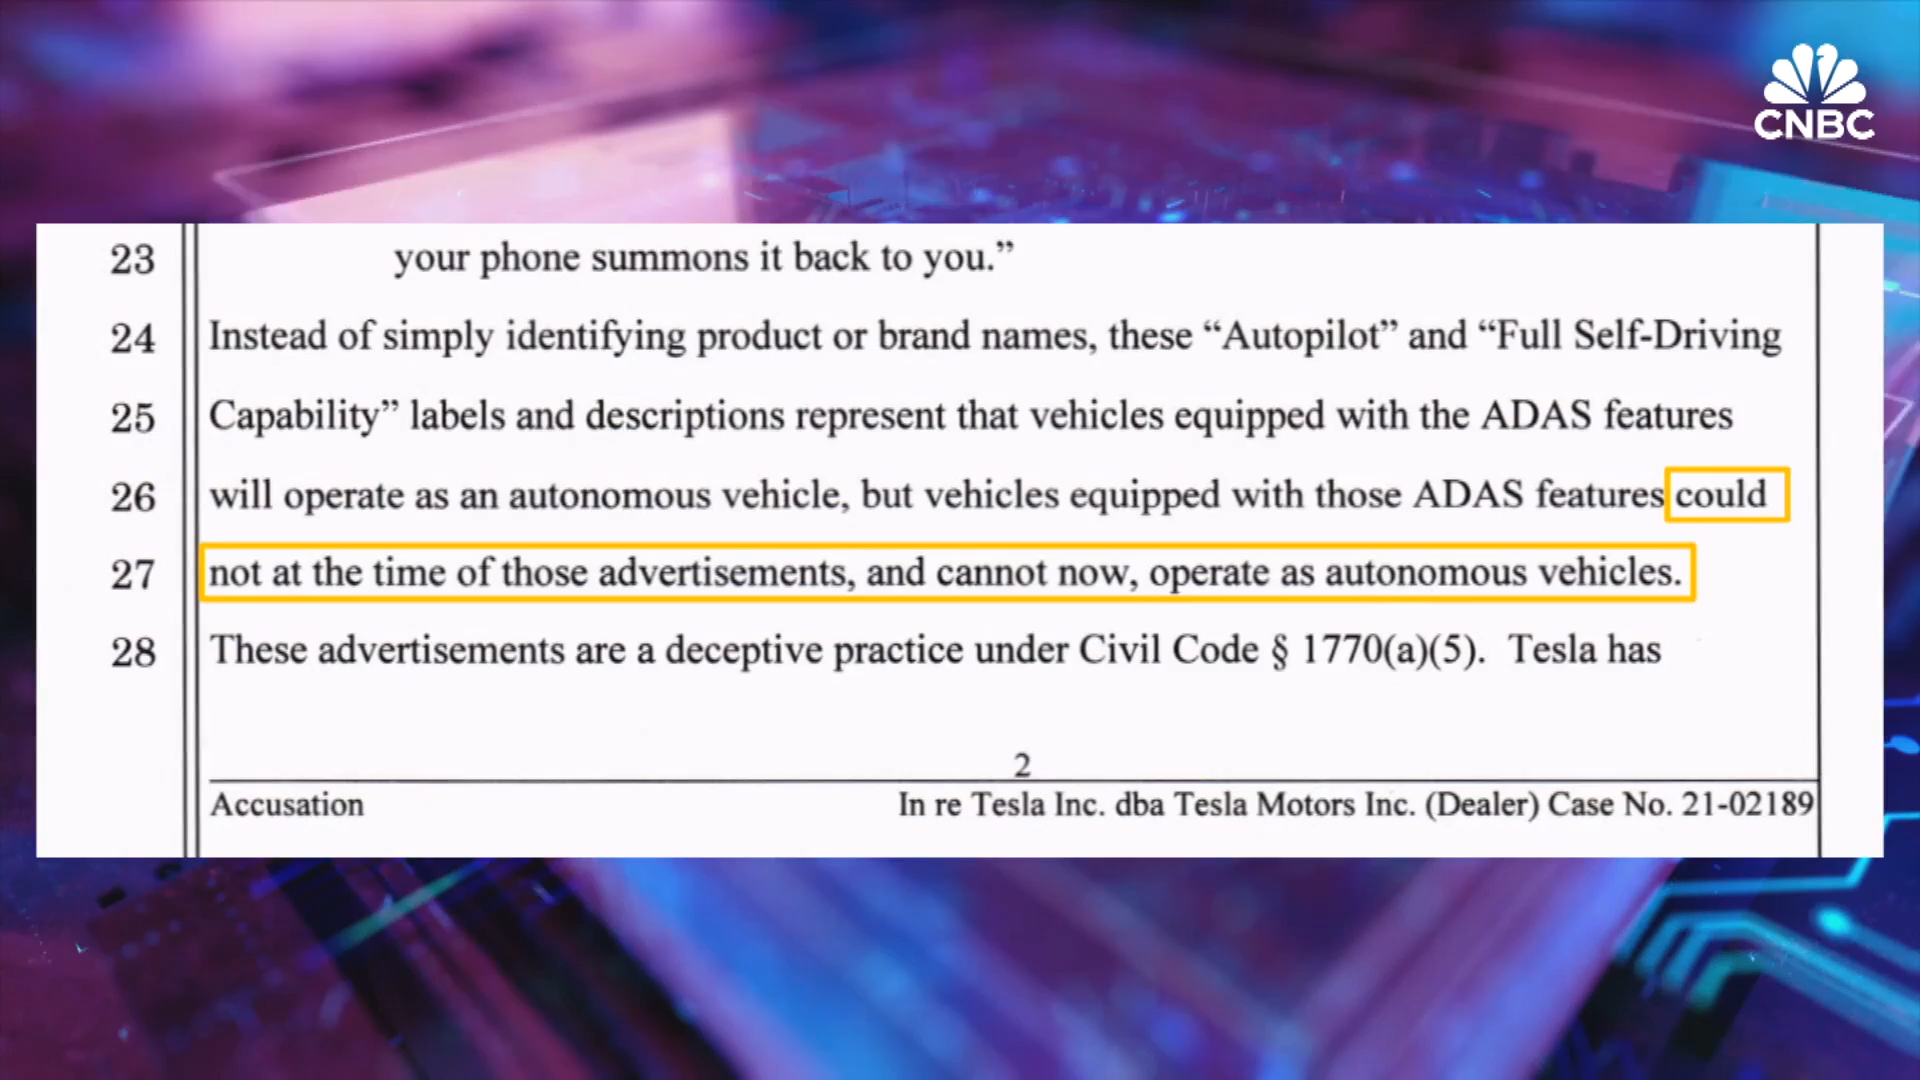 CNBC
23 your phone summons it back to you.”
24 Instead of simply identifying product or brand names, these “Autopilot” and “Full Self-Driving
25 Capability” labels and descriptions represent that vehicles equipped with the ADAS features
26 will operate as an autonomous vehicle, but vehicles equipped with those ADAS features could
27 not at the time of those advertisements, and cannot now, operate as autonomous vehicles.
28 These advertisements are a deceptive practice under Civil Code § 1770(a)(5). Tesla has
2
Accusation In re Tesla Inc. dba Tesla Motors Inc. (Dealer) Case No. 21-02189